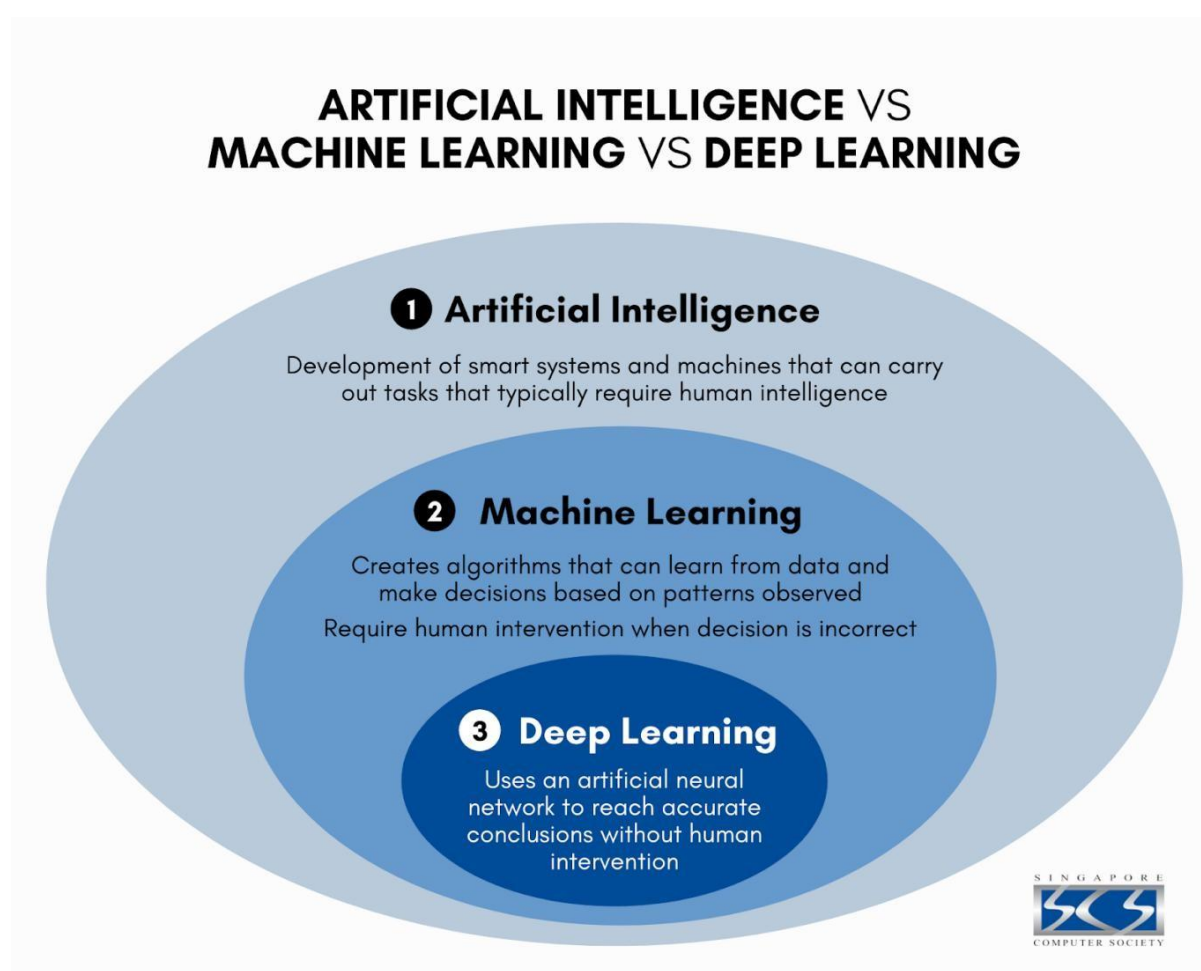 ARTIFICIAL INTELLIGENCE VS
MACHINE LEARNING VS DEEP LEARNING
1 Artificial Intelligence
Development of smart systems and machines that can carry
out tasks that typically require human intelligence
2 Machine Learning
Creates algorithms that can learn from data and
make decisions based on patterns observed
Require human intervention when decision is incorrect
3 Deep Learning
Uses an artificial neural
network to reach accurate
conclusions without human
intervention
SINGAPORE
SCS
COMPUTER SOCIETY